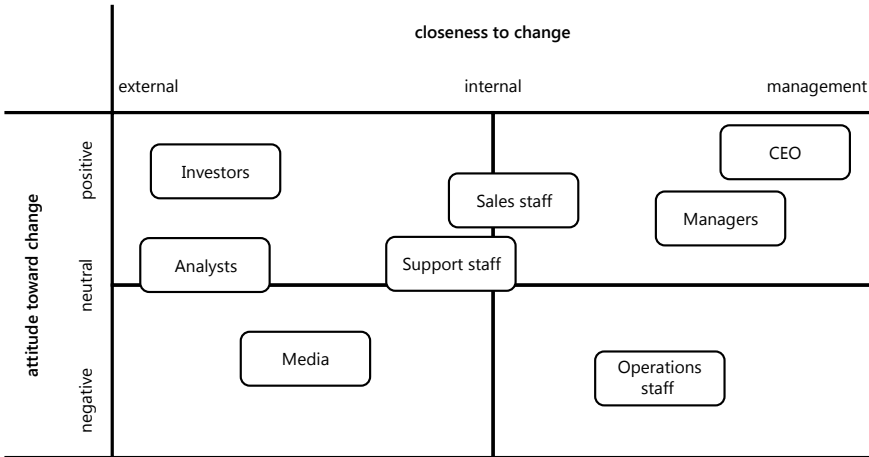 closeness to change
external
internal
management
attitude toward change
positive
neutral
negative
Investors
CEO
Sales staff
Managers
Analysts
Support staff
Media
Operations
staff